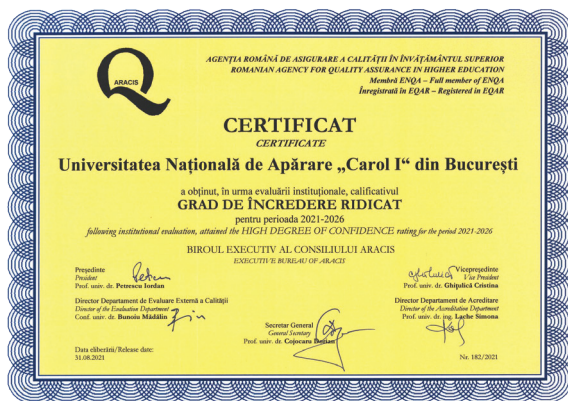 ARACIS
AGENȚIA ROMÂNĂ DE ASIGURARE A CALITĂȚII ÎN ÎNVĂȚĂMÂNTUL SUPERIOR
ROMANIAN AGENCY FOR QUALITY ASSURANCE IN HIGHER EDUCATION
Membră ENQA – Full member of ENQA
Înregistrată în EQAR – Registered in EQAR
CERTIFICAT
CERTIFICATE
Universitatea Națională de Apărare „Carol I“ din București
a obținut, în urma evaluării instituționale, calificativul
GRAD DE ÎNCREDERE RIDICAT
pentru perioada 2021-2026
following institutional evaluation, attained the HIGH DEGREE OF CONFIDENCE rating for the period 2021-2026
BIROUL EXECUTIV AL CONSILIULUI ARACIS
EXECUTIVE BUREAU OF ARACIS
Președinte
President
Prof. univ. dr. Petrescu Iordan
Vicepreședinte
Vice President
Prof. univ. dr. Ghițulică Cristina
Director Departament de Evaluare Externă a Calității
Director of the Evaluation Department
Conf. univ. dr. Bunoiu Mădălin
Director Departament de Acreditare
Director of the Accreditation Department
Prof. univ. dr. ing. Lache Simona
Secretar General
General Secretary
Prof. univ. dr. Cojocaru Dorian
Data eliberării/Release date:
31.08.2021
Nr. 182/2021